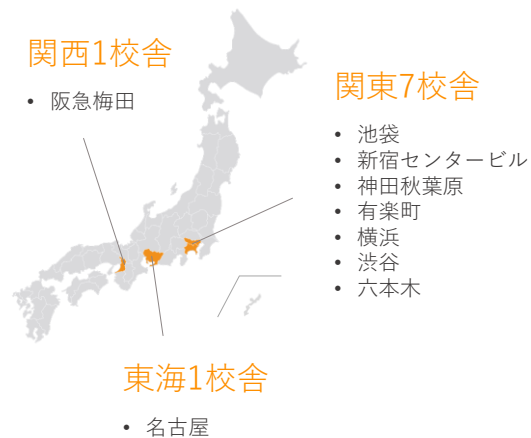 関西1校舎
• 阪急梅田
関東7校舎
• 池袋
• 新宿センタービル
• 神田秋葉原
• 有楽町
• 横浜
• 渋谷
• 六本木
東海1校舎
• 名古屋